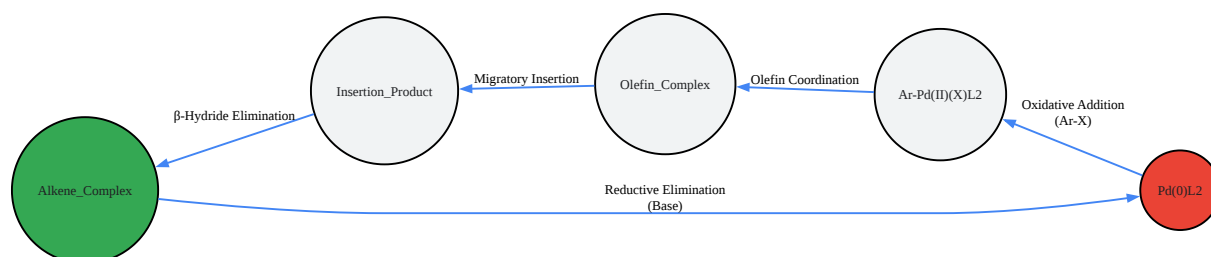 Migratory Insertion
Olefin Coordination
Insertion_Product
Olefin_Complex
Ar-Pd(II)(X)L2
Oxidative Addition
(Ar-X)
β-Hydride Elimination
Alkene_Complex
Reductive Elimination
(Base)
Pd(0)L2